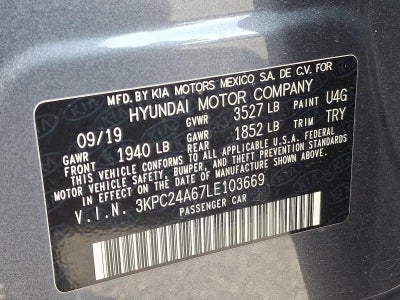 MFD. BY KIA MOTORS MEXICO S.A. DE C.V. FOR
HYUNDAI MOTOR COMPANY
09/19 GVWR 3527 LB PAINT U4G
GAWR FRONT 1940 LB GAWR REAR 1852 LB TRIM TRY
THIS VEHICLE CONFORMS TO ALL APPLICABLE U.S.A. FEDERAL
MOTOR VEHICLE SAFETY, BUMPER, AND THEFT PREVENTION STANDARDS
IN EFFECT ON THE DATE OF MANUFACTURE SHOWN ABOVE.
V.I.N. 3KPC24A67LE103669
PASSENGER CAR